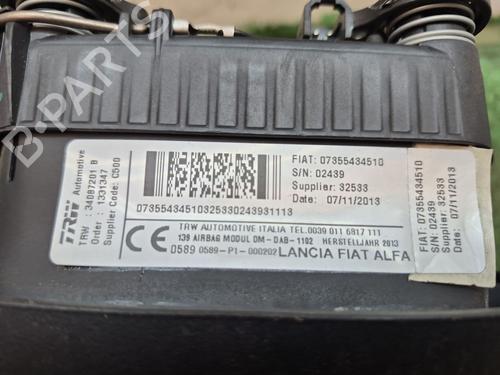 TRW Automotive
TRW : 34087201 B
Order : 1331347
Supplier Code: C500
FIAT: 07355434510
S/N: 02439
Supplier: 32533
Date: 07/11/2013
07355434510325330243931113
TRW AUTOMOTIVE ITALIA TEL.0039 011 6817 111
139 AIRBAG MODUL DM-DAB-1102 HERSTELLJAHR 2013
CE 0589 0589-P1-000202 LANCIA FIAT ALFA
FIAT: 07355434510
S/N: 02439
Supplier: 32533
Date: 07/11/2013
B-PARTS